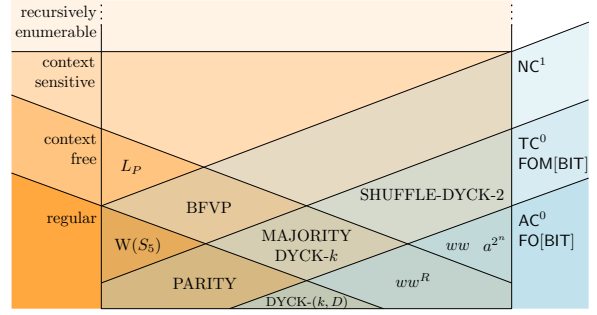 recursively
enumerable
context
sensitive
NC¹
context
free
L_P
TC⁰
FOM[BIT]
SHUFFLE-DYCK-2
BFVP
regular
W(S₅)
MAJORITY
DYCK-k
ww a^{2^n}
AC⁰
FO[BIT]
PARITY
ww^R
DYCK-(k, D)